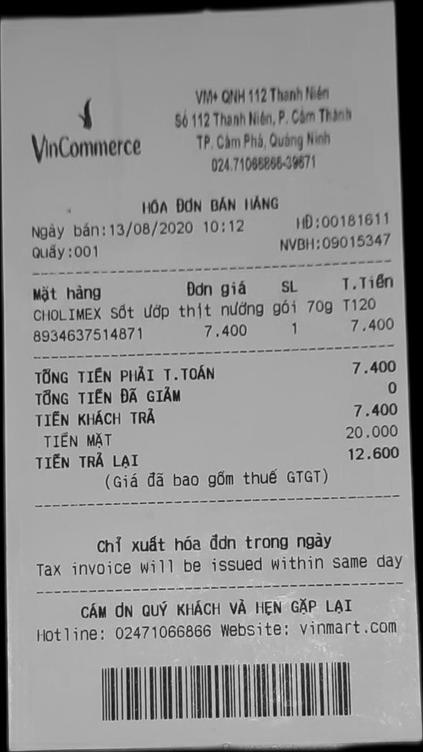 VinCommerce
VM+ QNH 112 Thanh Niên
Số 112 Thanh Niên, P. Cẩm Thành
TP. Cẩm Phả, Quảng Ninh
024.71066866-39671
HÓA ĐƠN BÁN HÀNG
Ngày bán:13/08/2020 10:12 HĐ:00181611
Quầy:001 NVBH:09015347
Mặt hàng Đơn giá SL T.Tiền
CHOLIMEX Sốt ướp thịt nướng gói 70g T120
8934637514871 7.400 1 7.400
TỔNG TIỀN PHẢI T.TOÁN 7.400
TỔNG TIỀN ĐÃ GIẢM 0
TIỀN KHÁCH TRẢ 7.400
TIỀN MẶT 20.000
TIỀN TRẢ LẠI 12.600
(Giá đã bao gồm thuế GTGT)
Chỉ xuất hóa đơn trong ngày
Tax invoice will be issued within same day
CẢM ƠN QUÝ KHÁCH VÀ HẸN GẶP LẠI
Hotline: 02471066866 Website: vinmart.com